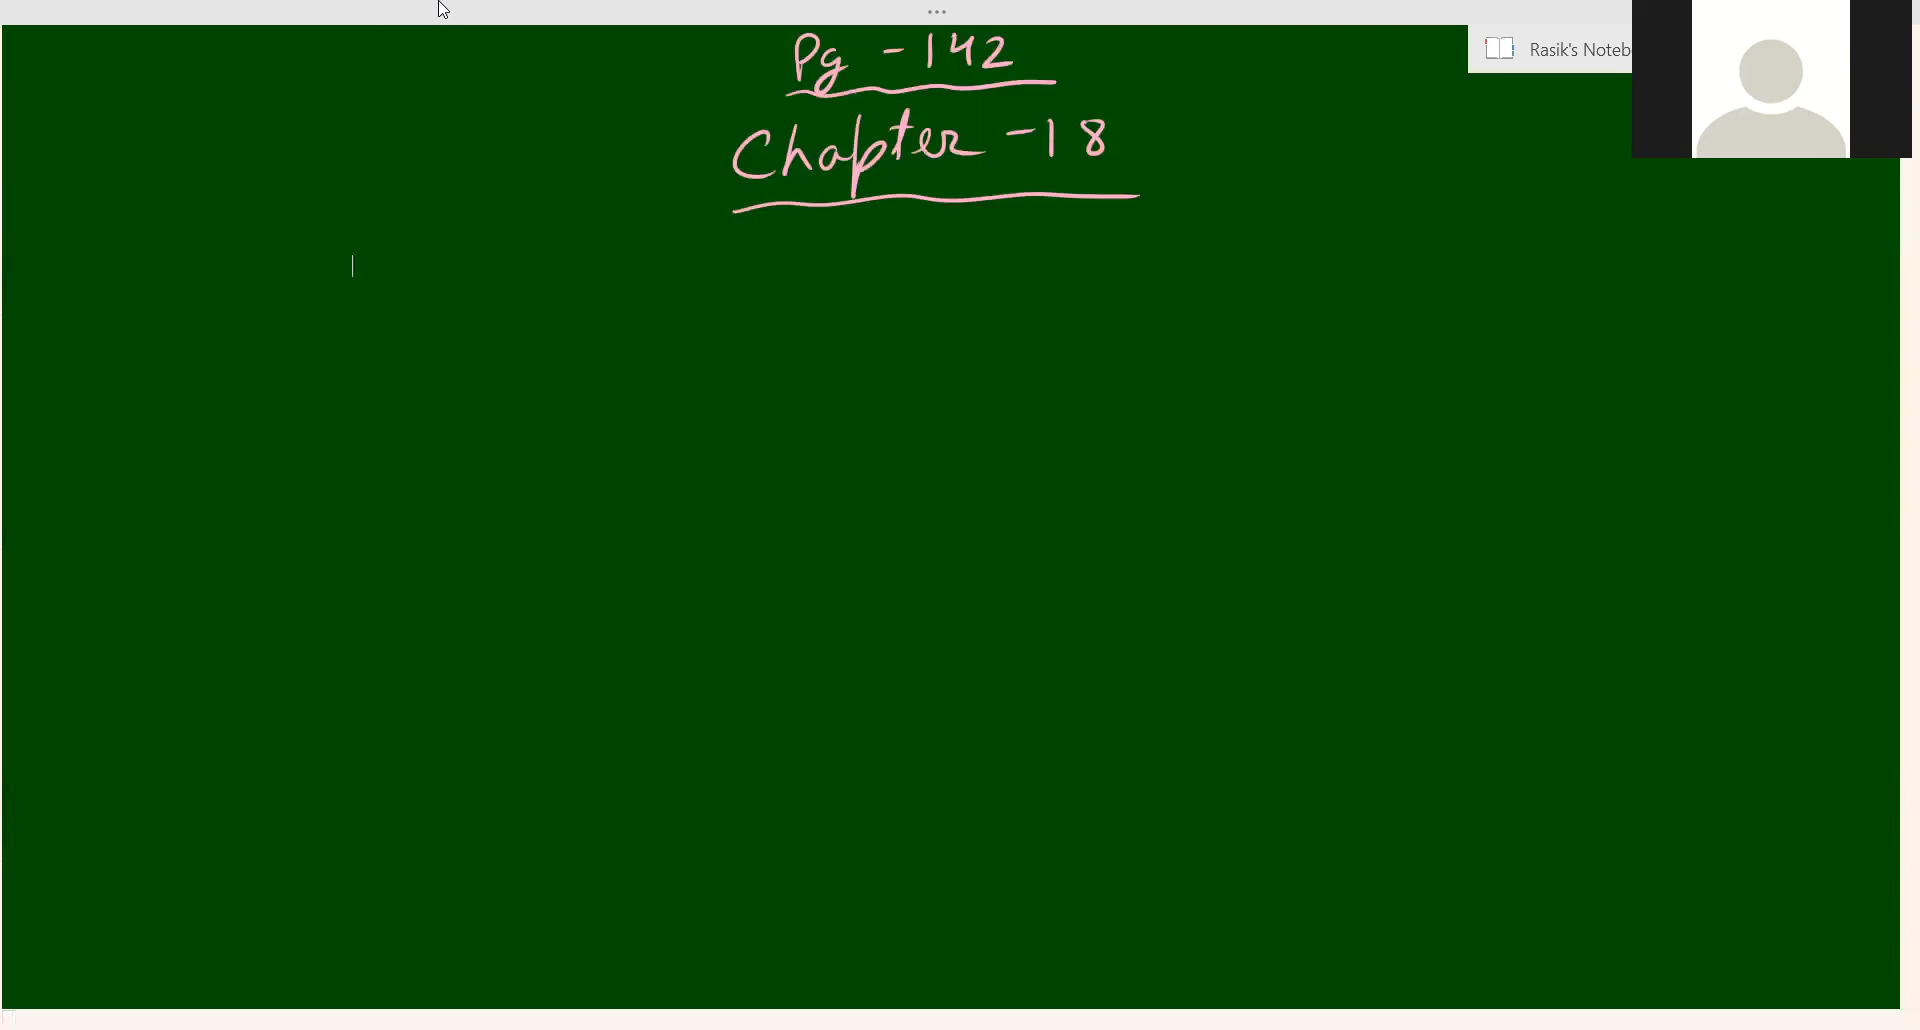 Pg - 142
Rasik's Noteb
Chapter - 18